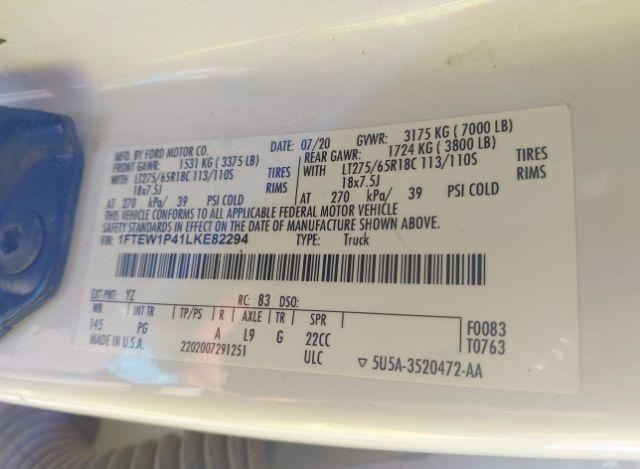 MFD. BY FORD MOTOR CO. DATE: 07/20 GVWR: 3175 KG ( 7000 LB)
FRONT GAWR: 1531 KG ( 3375 LB) REAR GAWR: 1724 KG ( 3800 LB)
WITH LT275/65R18C 113/110S TIRES WITH LT275/65R18C 113/110S TIRES
18x7.5J RIMS 18x7.5J RIMS
AT 270 kPa/ 39 PSI COLD AT 270 kPa/ 39 PSI COLD
THIS VEHICLE CONFORMS TO ALL APPLICABLE FEDERAL MOTOR VEHICLE
SAFETY STANDARDS IN EFFECT ON THE DATE OF MANUFACTURE SHOWN ABOVE.
VIN: 1FTEW1P41LKE82294 TYPE: Truck
EXT PNT: YZ RC: 83 DSO:
WB INT TR TP/PS R AXLE TR SPR F0083
145 PG A L9 G 22CC T0763
MADE IN U.S.A. 2202007291251 ULC ▽ 5U5A-3520472-AA